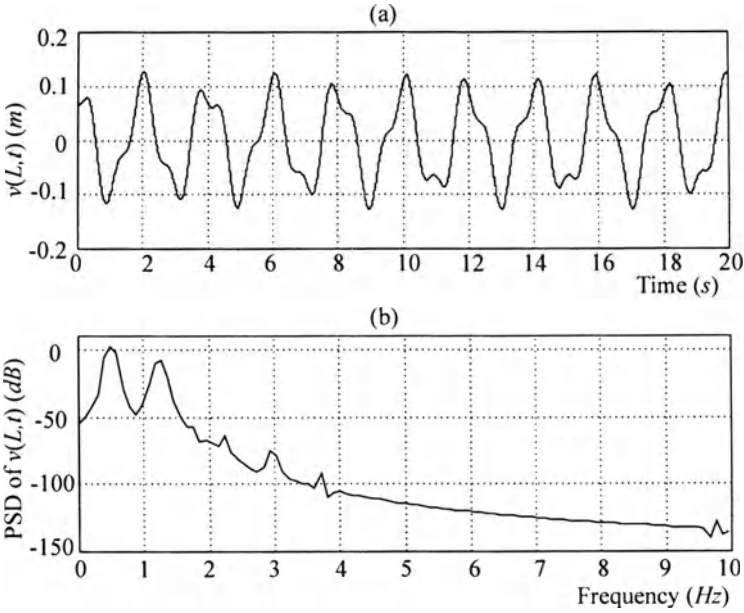 (a)
0.2
0.1
0
-0.1
-0.2
v(L,t) (m)
0 2 4 6 8 10 12 14 16 18 20
Time (s)
(b)
0
-50
-100
-150
PSD of v(L,t) (dB)
0 1 2 3 4 5 6 7 8 9 10
Frequency (Hz)